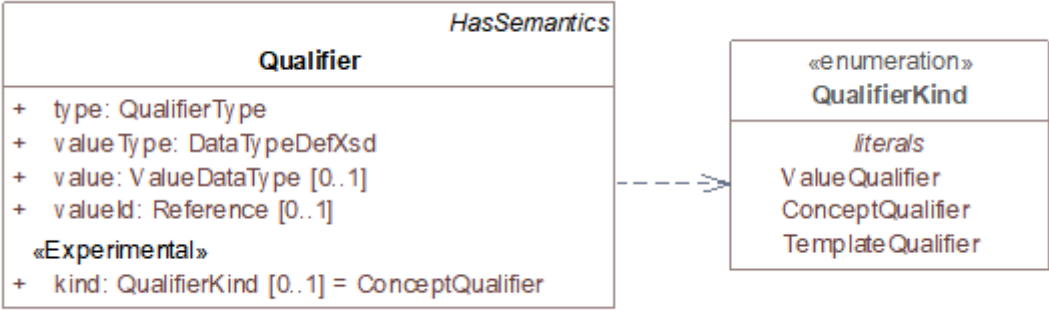 HasSemantics
Qualifier
+ type: QualifierType
+ valueType: DataTypeDefXsd
+ value: ValueDataType [0..1]
+ valueId: Reference [0..1]
«Experimental»
+ kind: QualifierKind [0..1] = ConceptQualifier
«enumeration»
QualifierKind
literals
ValueQualifier
ConceptQualifier
TemplateQualifier